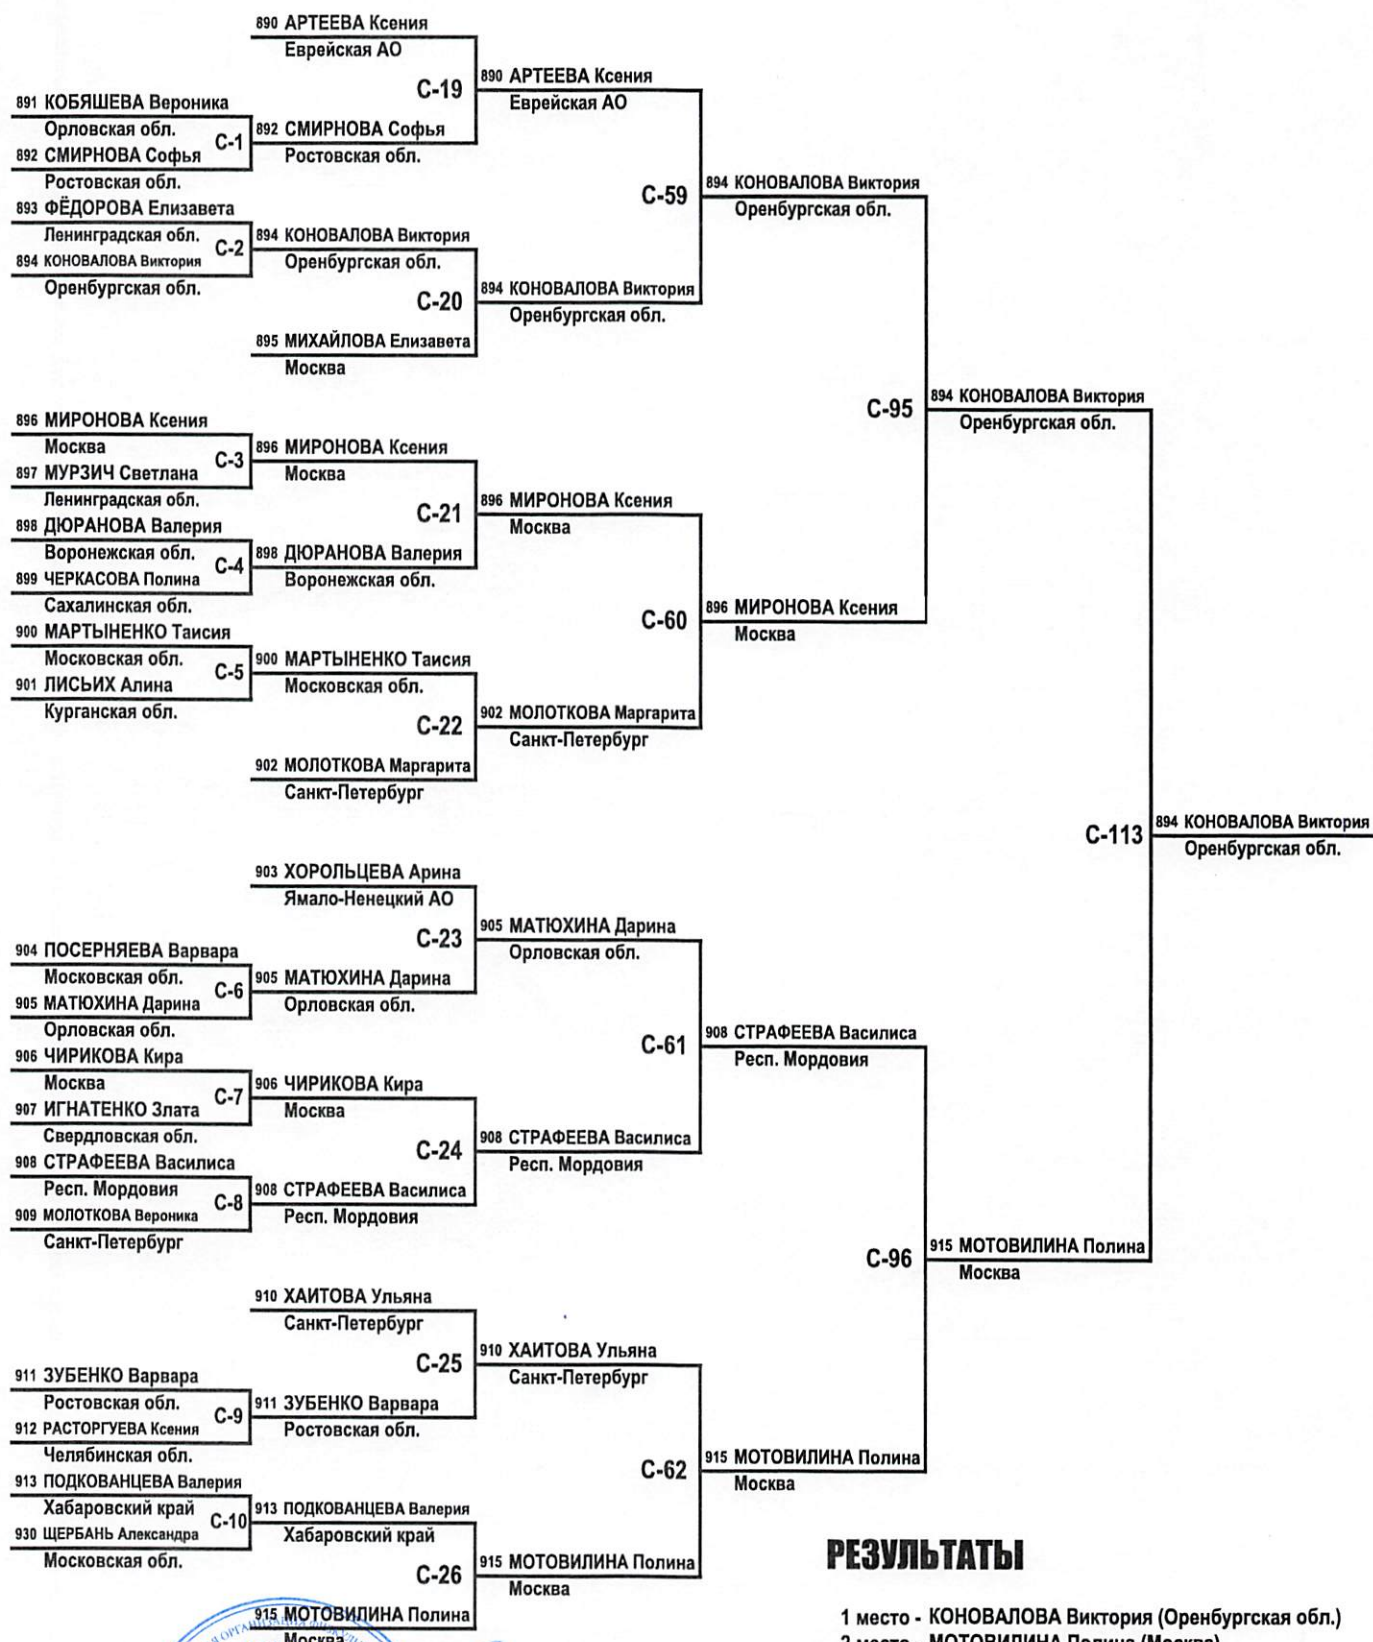 890 АРТЕЕВА Ксения
Еврейская АО
С-19
890 АРТЕЕВА Ксения
Еврейская АО
891 КОБЯШЕВА Вероника
Орловская обл.
С-1
892 СМИРНОВА Софья
Ростовская обл.
892 СМИРНОВА Софья
Ростовская обл.
С-59
894 КОНОВАЛОВА Виктория
Оренбургская обл.
893 ФЁДОРОВА Елизавета
Ленинградская обл.
С-2
894 КОНОВАЛОВА Виктория
Оренбургская обл.
894 КОНОВАЛОВА Виктория
Оренбургская обл.
С-20
894 КОНОВАЛОВА Виктория
Оренбургская обл.
895 МИХАЙЛОВА Елизавета
Москва
С-95
894 КОНОВАЛОВА Виктория
Оренбургская обл.
896 МИРОНОВА Ксения
Москва
С-3
897 МУРЗИЧ Светлана
Ленинградская обл.
896 МИРОНОВА Ксения
Москва
С-21
896 МИРОНОВА Ксения
Москва
898 ДЮРАНОВА Валерия
Воронежская обл.
С-4
899 ЧЕРКАСОВА Полина
Сахалинская обл.
898 ДЮРАНОВА Валерия
Воронежская обл.
С-60
896 МИРОНОВА Ксения
Москва
900 МАРТЫНЕНКО Таисия
Московская обл.
С-5
901 ЛИСЬИХ Алина
Курганская обл.
900 МАРТЫНЕНКО Таисия
Московская обл.
С-22
902 МОЛОТКОВА Маргарита
Санкт-Петербург
902 МОЛОТКОВА Маргарита
Санкт-Петербург
С-113
894 КОНОВАЛОВА Виктория
Оренбургская обл.
903 ХОРОЛЬЦЕВА Арина
Ямало-Ненецкий АО
С-23
905 МАТЮХИНА Дарина
Орловская обл.
904 ПОСЕРНЯЕВА Варвара
Московская обл.
С-6
905 МАТЮХИНА Дарина
Орловская обл.
905 МАТЮХИНА Дарина
Орловская обл.
С-61
908 СТРАФЕЕВА Василиса
Респ. Мордовия
906 ЧИРИКОВА Кира
Москва
С-7
907 ИГНАТЕНКО Злата
Свердловская обл.
906 ЧИРИКОВА Кира
Москва
С-24
908 СТРАФЕЕВА Василиса
Респ. Мордовия
908 СТРАФЕЕВА Василиса
Респ. Мордовия
С-8
909 МОЛОТКОВА Вероника
Санкт-Петербург
908 СТРАФЕЕВА Василиса
Респ. Мордовия
С-96
915 МОТОВИЛИНА Полина
Москва
910 ХАИТОВА Ульяна
Санкт-Петербург
С-25
910 ХАИТОВА Ульяна
Санкт-Петербург
911 ЗУБЕНКО Варвара
Ростовская обл.
С-9
912 РАСТОРГУЕВА Ксения
Челябинская обл.
911 ЗУБЕНКО Варвара
Ростовская обл.
С-62
915 МОТОВИЛИНА Полина
Москва
913 ПОДКОВАНЦЕВА Валерия
Хабаровский край
С-10
930 ЩЕРБАНЬ Александра
Московская обл.
913 ПОДКОВАНЦЕВА Валерия
Хабаровский край
С-26
915 МОТОВИЛИНА Полина
Москва
915 МОТОВИЛИНА Полина
Москва
РЕЗУЛЬТАТЫ
1 место - КОНОВАЛОВА Виктория (Оренбургская обл.)
2 место - МОТОВИЛИНА Полина (Москва)